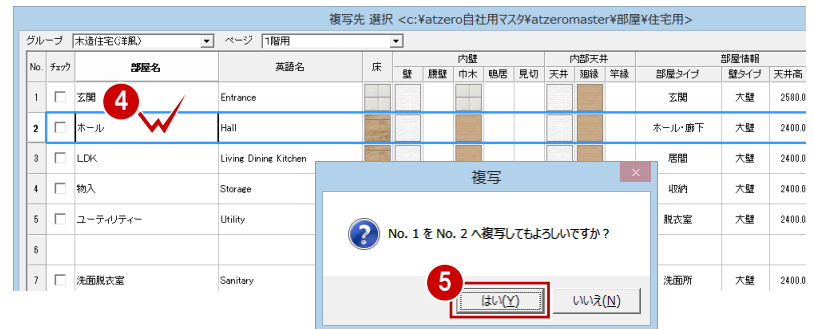 複写先 選択 <c:¥atzero自社用マスタ¥atzeromaster¥部屋¥住宅用>
グループ 木造住宅(洋風) ページ 1階用
No. チェック 部屋名 英語名 床 内壁 内部天井 部屋情報
壁 腰壁 巾木 鴨居 見切 天井 廻縁 竿縁 部屋タイプ 壁タイプ 天井高
1 玄関 Entrance 玄関 大壁 2580.0
4
2 ホール Hall ホール・廊下 大壁 2400.0
3 LDK Living Dining Kitchen 居間 大壁 2400.0
4 物入 Storage 収納 大壁 2400.0
5 ユーティリティー Utility 脱衣室 大壁 2400.0
6
7 洗面脱衣室 Sanitary 洗面所 大壁 2400.0
複写
×
? No. 1 を No. 2 へ複写してもよろしいですか？
5
はい(Y) いいえ(N)